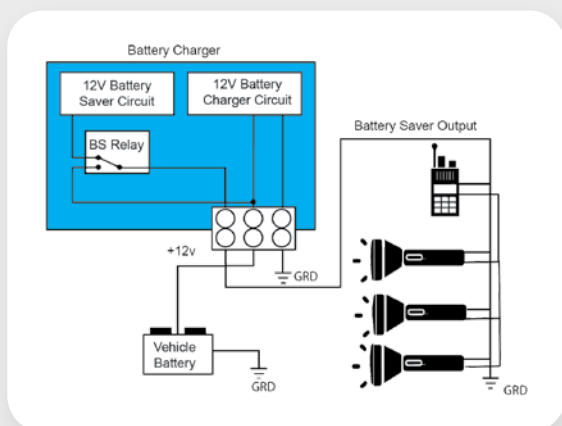 Battery Charger
12V Battery
Saver Circuit
12V Battery
Charger Circuit
BS Relay
Battery Saver Output
+12v
GRD
Vehicle
Battery
GRD
GRD